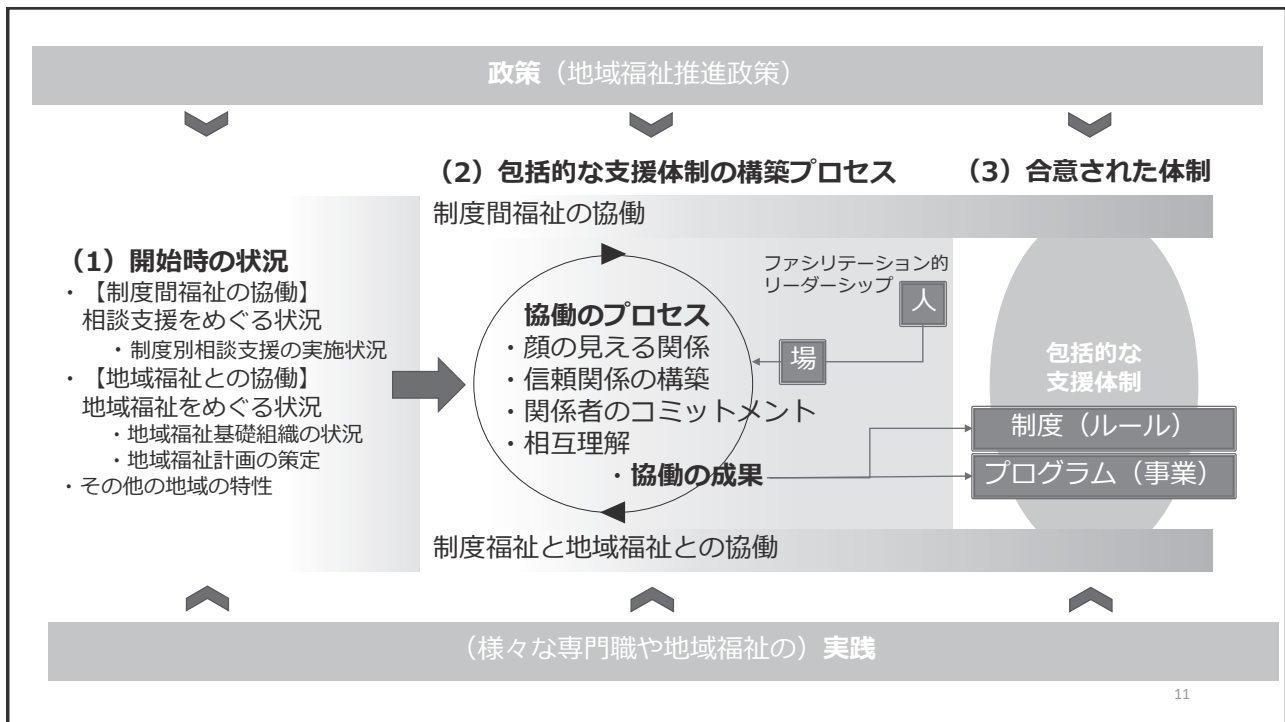 政策（地域福祉推進政策）
（2）包括的な支援体制の構築プロセス
（3）合意された体制
制度間福祉の協働
（1）開始時の状況
・【制度間福祉の協働】
相談支援をめぐる状況
・制度別相談支援の実施状況
・【地域福祉との協働】
地域福祉をめぐる状況
・地域福祉基礎組織の状況
・地域福祉計画の策定
・その他の地域の特性
協働のプロセス
・顔の見える関係
・信頼関係の構築
・関係者のコミットメント
・相互理解
・協働の成果
ファシリテーション的
リーダーシップ
人
場
包括的な
支援体制
制度（ルール）
プログラム（事業）
制度福祉と地域福祉との協働
（様々な専門職や地域福祉の）実践
11